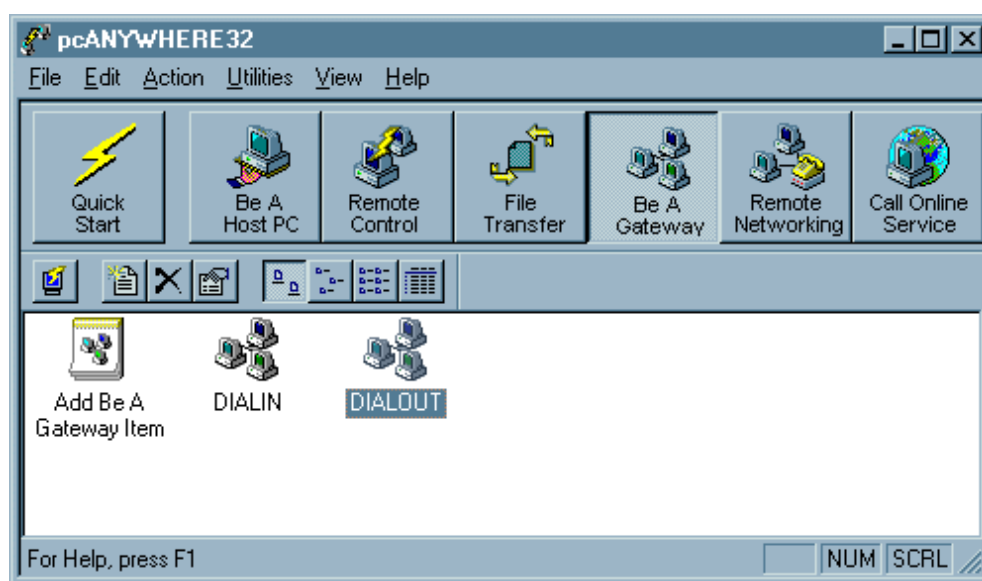 pcANYWHERE32
File Edit Action Utilities View Help
Quick Start
Be A Host PC
Remote Control
File Transfer
Be A Gateway
Remote Networking
Call Online Service
Add Be A Gateway Item
DIALIN
DIALOUT
For Help, press F1
NUM SCRL